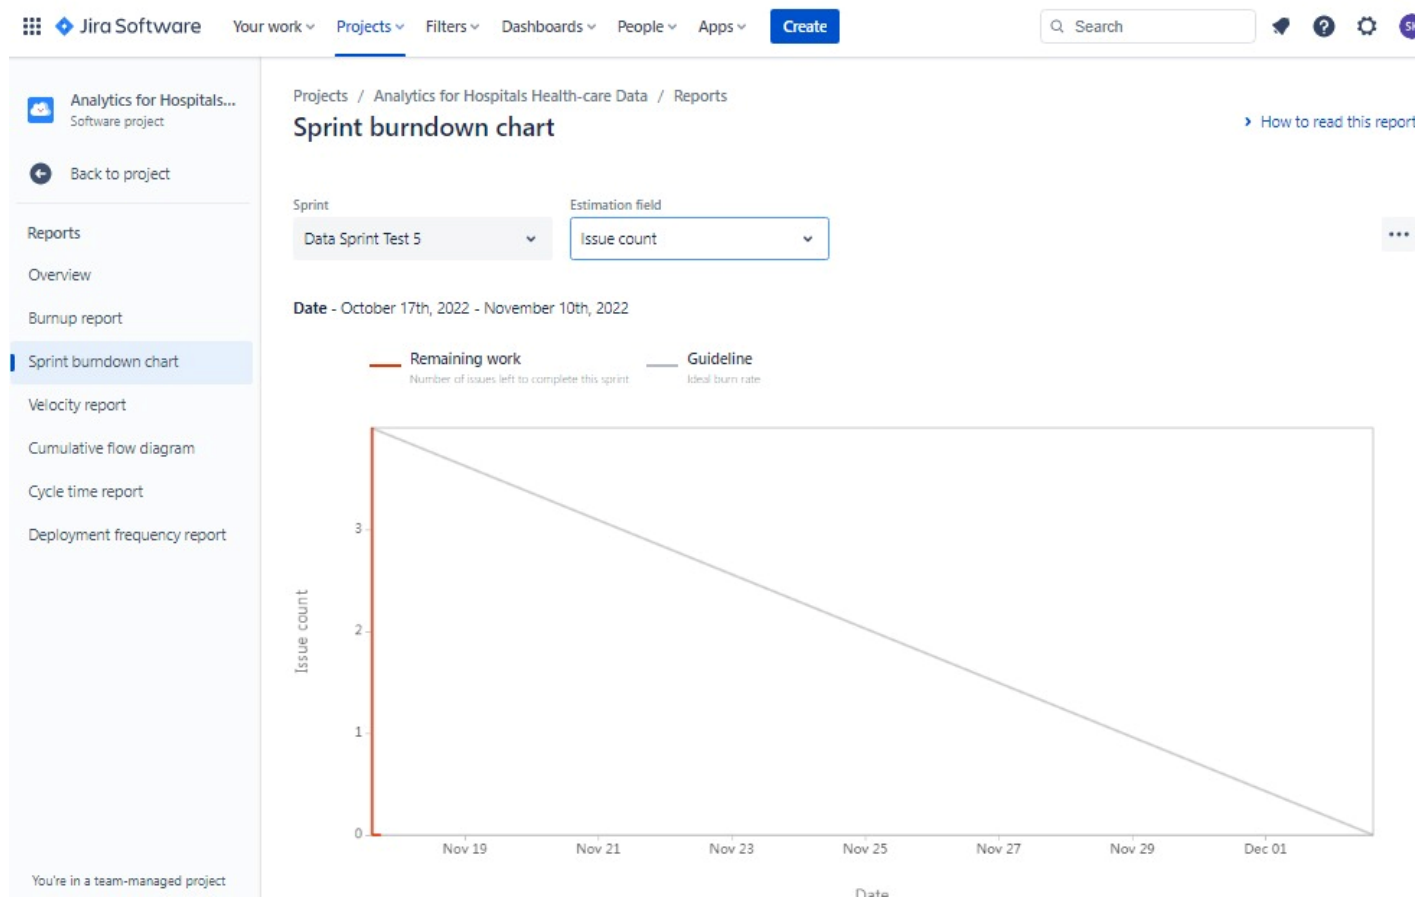 Jira Software Your work Projects Filters Dashboards People Apps Create Search
Analytics for Hospitals...
Software project
Back to project
Reports
Overview
Burnup report
Sprint burndown chart
Velocity report
Cumulative flow diagram
Cycle time report
Deployment frequency report
You're in a team-managed project
Projects / Analytics for Hospitals Health-care Data / Reports
Sprint burndown chart
How to read this report
Sprint Estimation field
Data Sprint Test 5 Issue count
Date - October 17th, 2022 - November 10th, 2022
Remaining work Guideline
Number of issues left to complete this sprint Ideal burn rate
3
2
1
0
Issue count
Nov 19 Nov 21 Nov 23 Nov 25 Nov 27 Nov 29 Dec 01
Date